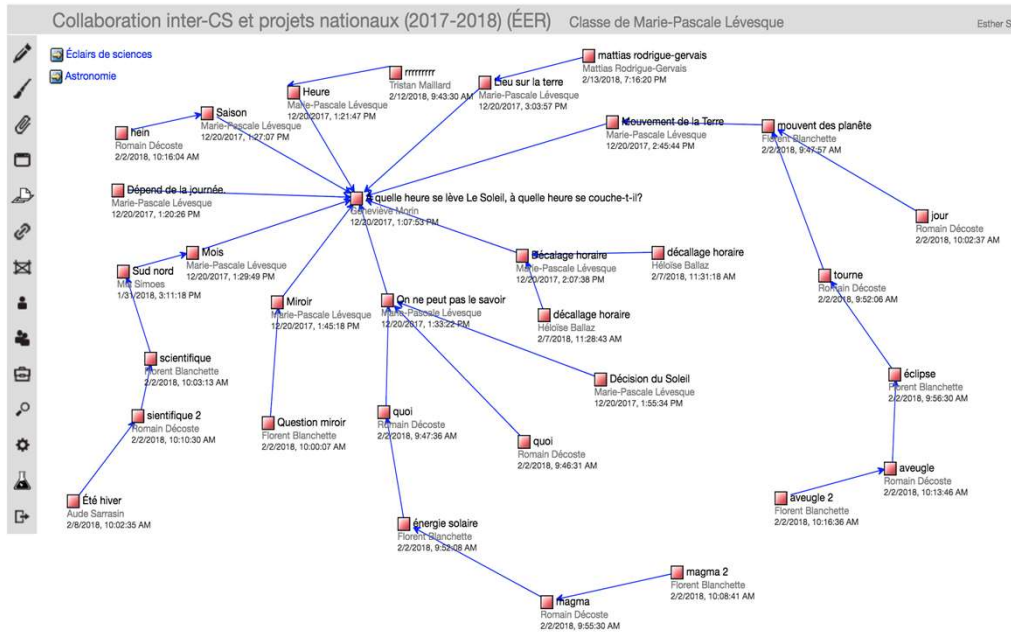 Collaboration inter-CS et projets nationaux (2017-2018) (ÉER) Classe de Marie-Pascale Lévesque
Esther S
Éclairs de sciences
Astronomie
rrrrrrrrr
Tristan Maillard
2/12/2018, 9:43:30 AM
mattias rodrigue-gervais
Mattias Rodrigue-Gervais
2/13/2018, 7:16:20 PM
Heure
Marie-Pascale Lévesque
12/20/2017, 1:21:47 PM
Lieu sur la terre
Marie-Pascale Lévesque
12/20/2017, 3:03:57 PM
Saison
Marie-Pascale Lévesque
12/20/2017, 1:27:07 PM
hein
Romain Décoste
2/2/2018, 10:16:04 AM
Mouvement de la Terre
Marie-Pascale Lévesque
12/20/2017, 2:45:44 PM
mouvent des planête
Florent Blanchette
2/2/2018, 9:47:57 AM
Dépend de la journée.
Marie-Pascale Lévesque
12/20/2017, 1:20:26 PM
À quelle heure se lève Le Soleil, à quelle heure se couche-t-il?
Geneviève Morin
12/20/2017, 1:07:53 PM
jour
Romain Décoste
2/2/2018, 10:02:37 AM
Mois
Marie-Pascale Lévesque
12/20/2017, 1:29:49 PM
Décalage horaire
Marie-Pascale Lévesque
12/20/2017, 2:07:38 PM
décallage horaire
Héloïse Ballaz
2/7/2018, 11:31:18 AM
Sud nord
Simoes
1/31/2018, 3:11:18 PM
tourne
Romain Décoste
2/2/2018, 9:52:06 AM
Miroir
Marie-Pascale Lévesque
12/20/2017, 1:45:18 PM
On ne peut pas le savoir
Marie-Pascale Lévesque
12/20/2017, 1:33:22 PM
décallage horaire
Héloïse Ballaz
2/7/2018, 11:28:43 AM
scientifique
Florent Blanchette
2/2/2018, 10:03:13 AM
Décision du Soleil
Marie-Pascale Lévesque
12/20/2017, 1:55:34 PM
éclipse
Florent Blanchette
2/2/2018, 9:56:30 AM
sientifique 2
Romain Décoste
2/2/2018, 10:10:30 AM
Question miroir
Florent Blanchette
2/2/2018, 10:00:07 AM
quoi
Romain Décoste
2/2/2018, 9:47:36 AM
quoi
Romain Décoste
2/2/2018, 9:46:31 AM
aveugle
Romain Décoste
2/2/2018, 10:13:46 AM
Été hiver
Aude Sarrasin
2/8/2018, 10:02:35 AM
aveugle 2
Florent Blanchette
2/2/2018, 10:16:36 AM
énergie solaire
Florent Blanchette
2/2/2018, 9:52:08 AM
magma 2
Florent Blanchette
2/2/2018, 10:08:41 AM
magma
Romain Décoste
2/2/2018, 9:55:30 AM